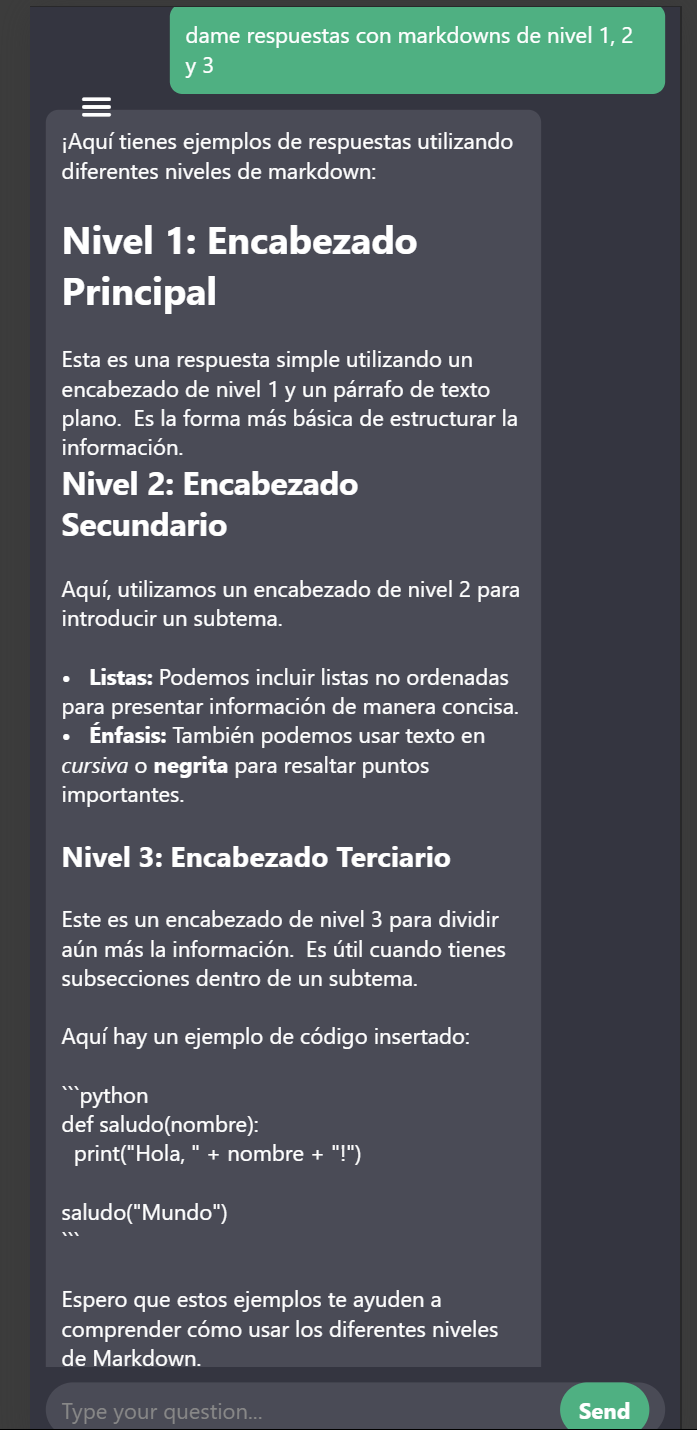 dame respuestas con markdowns de nivel 1, 2
y 3
¡Aquí tienes ejemplos de respuestas utilizando
diferentes niveles de markdown:
Nivel 1: Encabezado
Principal
Esta es una respuesta simple utilizando un
encabezado de nivel 1 y un párrafo de texto
plano.  Es la forma más básica de estructurar la
información.
Nivel 2: Encabezado
Secundario
Aquí, utilizamos un encabezado de nivel 2 para
introducir un subtema.
•   Listas: Podemos incluir listas no ordenadas
para presentar información de manera concisa.
•   Énfasis: También podemos usar texto en
cursiva o negrita para resaltar puntos
importantes.
Nivel 3: Encabezado Terciario
Este es un encabezado de nivel 3 para dividir
aún más la información.  Es útil cuando tienes
subsecciones dentro de un subtema.
Aquí hay un ejemplo de código insertado:
```python
def saludo(nombre):
  print("Hola, " + nombre + "!")
saludo("Mundo")
```
Espero que estos ejemplos te ayuden a
comprender cómo usar los diferentes niveles
de Markdown.
Type your question...
Send